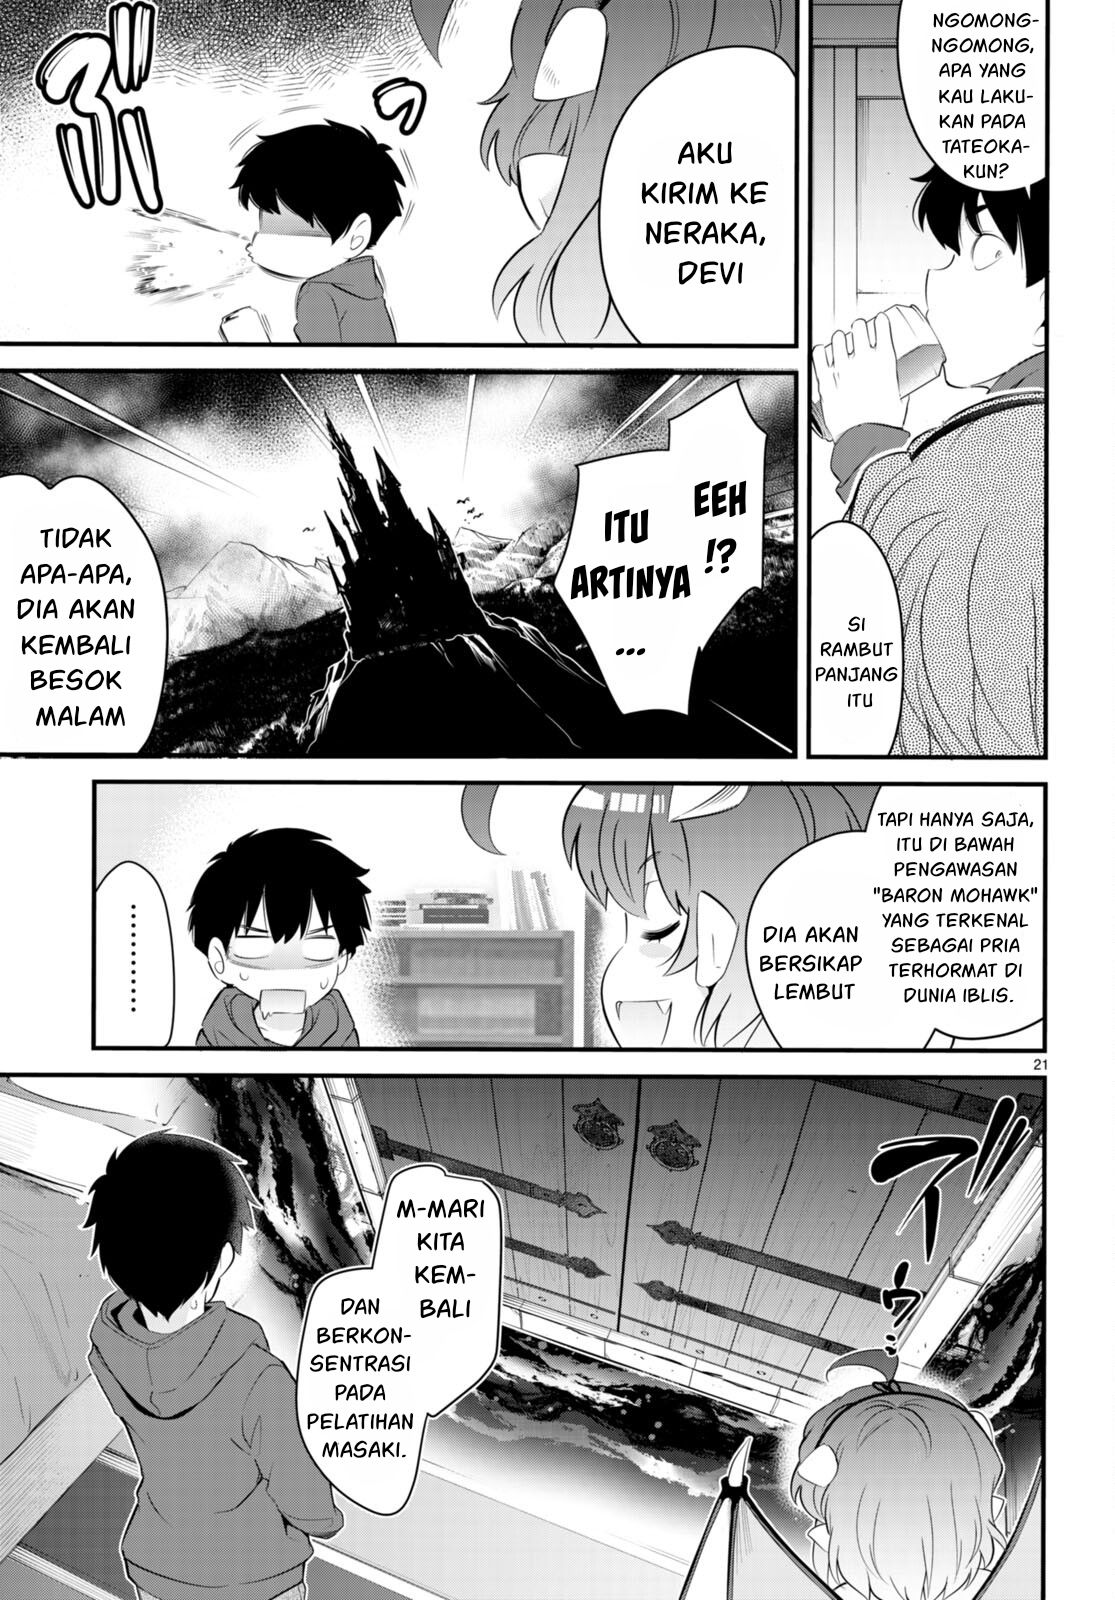 NGOMONG-
NGOMONG,
APA YANG
KAU LAKU-
KAN PADA
TATEOKA-
KUN?
SI
RAMBUT
PANJANG
ITU
AKU
KIRIM KE
NERAKA,
DEVI
っ
ぶ
EEH
!?
ITU
ARTINYA
...
TIDAK
APA-APA,
DIA AKAN
KEMBALI
BESOK
MALAM
TAPI HANYA SAJA,
ITU DI BAWAH
PENGAWASAN
"BARON MOHAWK"
YANG TERKENAL
SEBAGAI PRIA
TERHORMAT DI
DUNIA IBLIS.
DIA AKAN
BERSIKAP
LEMBUT
..........
21
ヴ
ン
M-MARI
KITA
KEM-
BALI
DAN
BERKON-
SENTRASI
PADA
PELATIHAN
MASAKI.